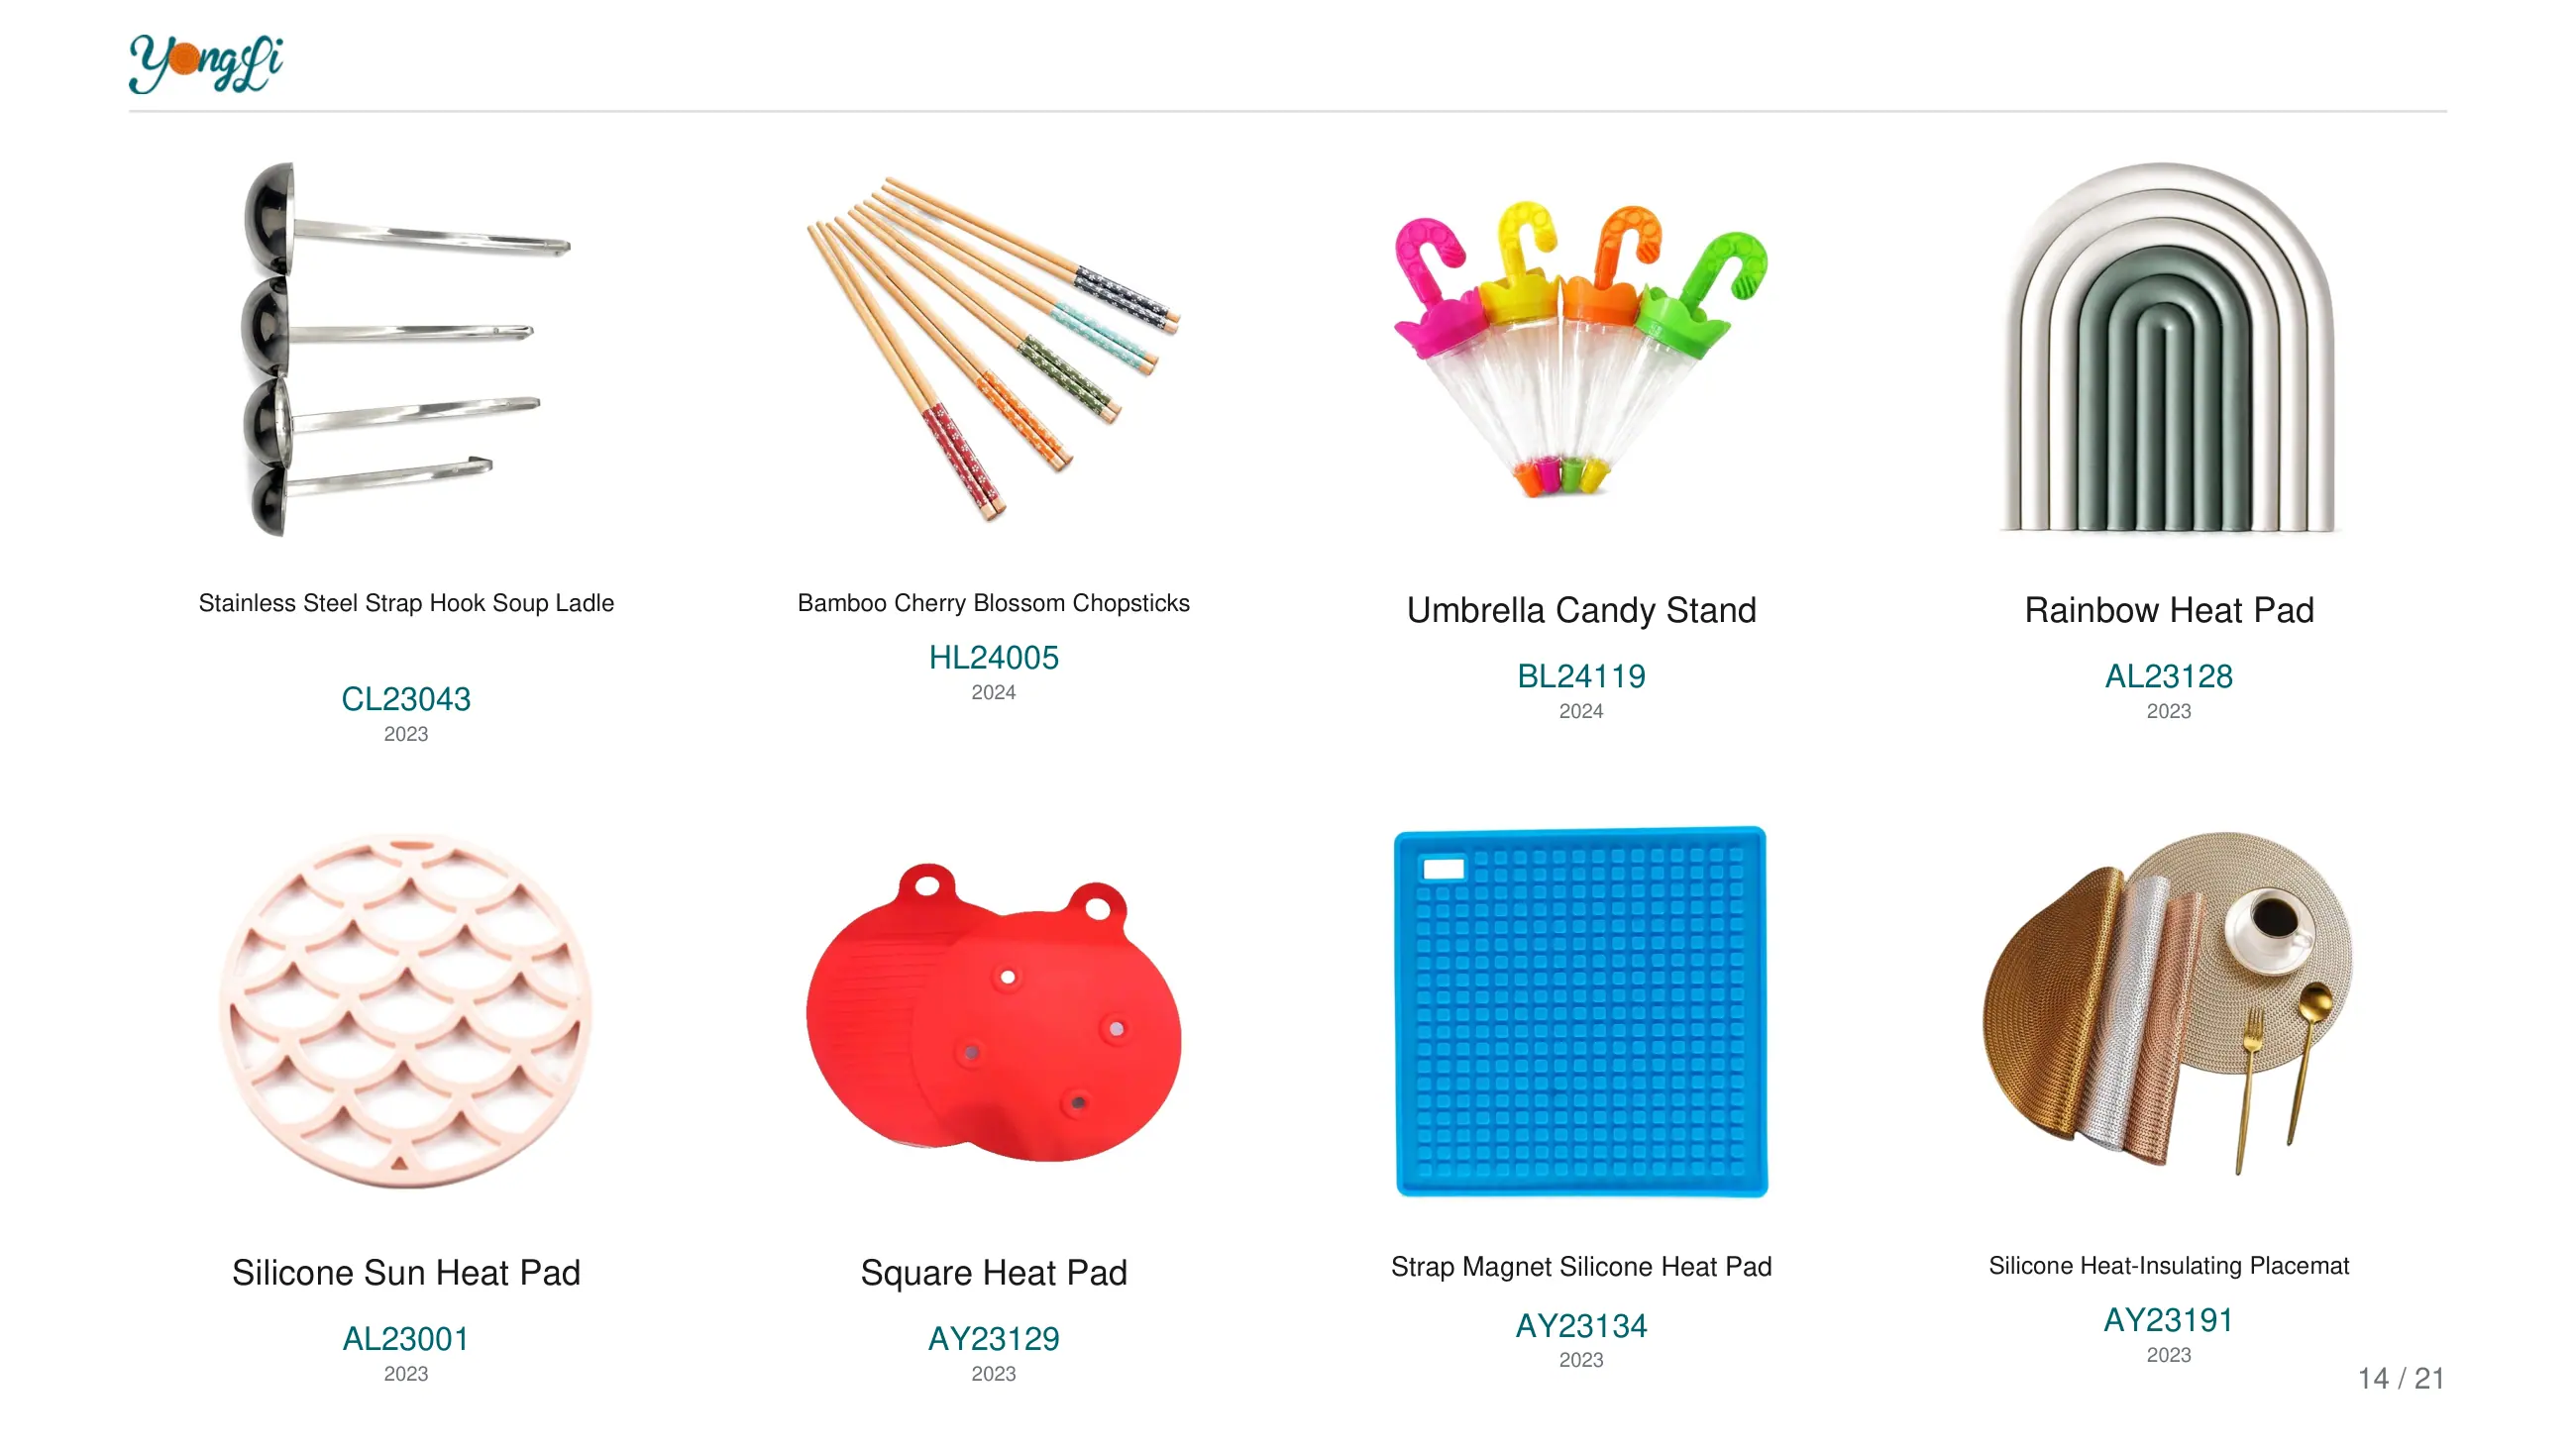 YongLi
Stainless Steel Strap Hook Soup Ladle
CL23043
2023
Bamboo Cherry Blossom Chopsticks
HL24005
2024
Umbrella Candy Stand
BL24119
2024
Rainbow Heat Pad
AL23128
2023
Silicone Sun Heat Pad
AL23001
2023
Square Heat Pad
AY23129
2023
Strap Magnet Silicone Heat Pad
AY23134
2023
Silicone Heat-Insulating Placemat
AY23191
2023
14 / 21